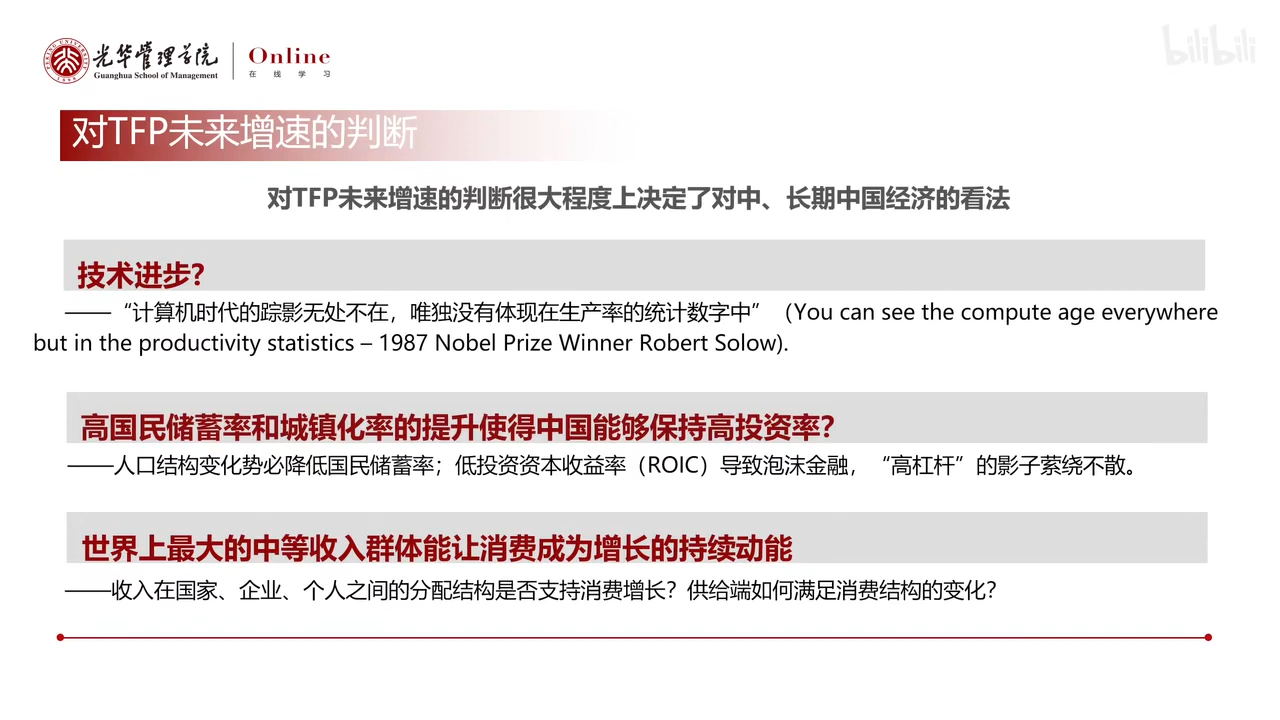 光华管理学院
Guanghua School of Management
Online
在线学习
bilibili
对TFP未来增速的判断
对TFP未来增速的判断很大程度上决定了对中、长期中国经济的看法
技术进步?
——“计算机时代的踪影无处不在，唯独没有体现在生产率的统计数字中”（You can see the compute age everywhere
but in the productivity statistics – 1987 Nobel Prize Winner Robert Solow).
高国民储蓄率和城镇化率的提升使得中国能够保持高投资率?
——人口结构变化势必降低国民储蓄率；低投资资本收益率（ROIC）导致泡沫金融，“高杠杆”的影子萦绕不散。
世界上最大的中等收入群体能让消费成为增长的持续动能
——收入在国家、企业、个人之间的分配结构是否支持消费增长？供给端如何满足消费结构的变化？